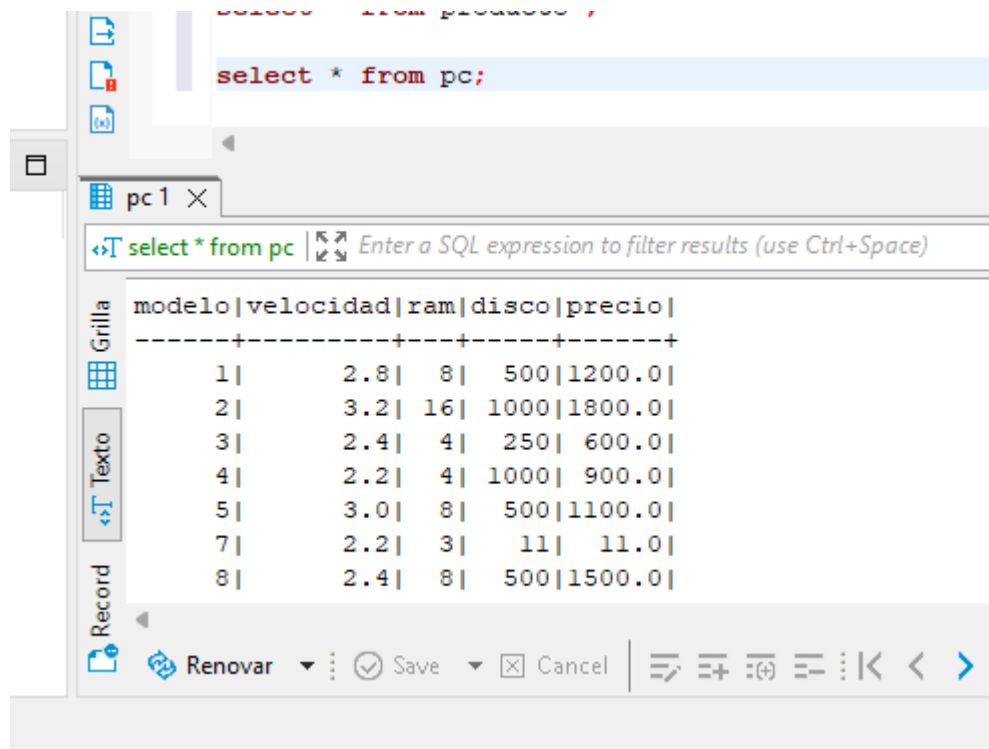 select * from pc;
pc 1
select * from pc
Enter a SQL expression to filter results (use Ctrl+Space)
Grilla
Texto
Record
modelo|velocidad|ram|disco|precio|
------+---------+---+-----+------+
     1|      2.8|  8|  500|1200.0|
     2|      3.2| 16| 1000|1800.0|
     3|      2.4|  4|  250| 600.0|
     4|      2.2|  4| 1000| 900.0|
     5|      3.0|  8|  500|1100.0|
     7|      2.2|  3|   11|  11.0|
     8|      2.4|  8|  500|1500.0|
Renovar
Save
Cancel